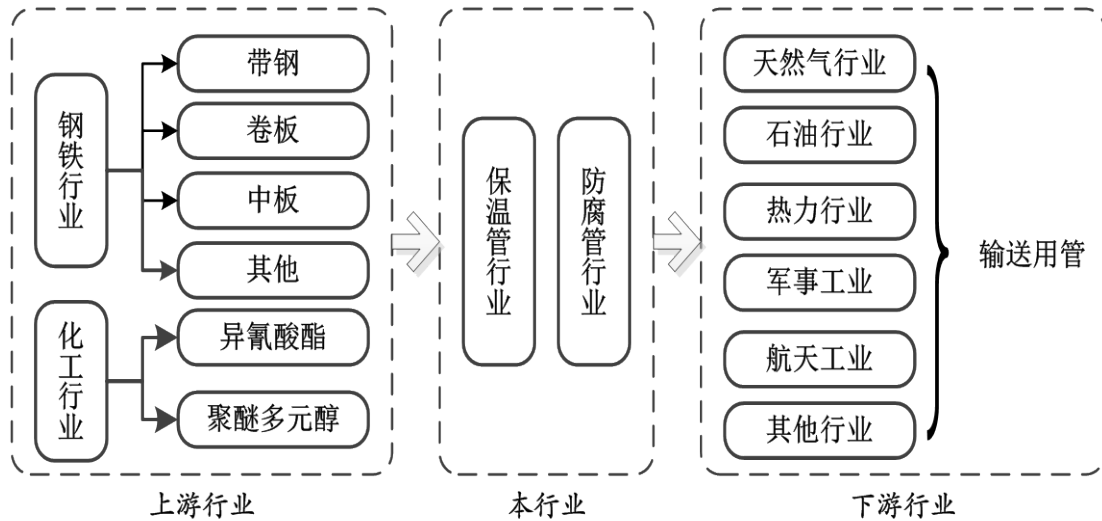 钢铁行业
带钢
卷板
中板
其他
化工行业
异氰酸酯
聚醚多元醇
上游行业
保温管行业
防腐管行业
本行业
天然气行业
石油行业
热力行业
军事工业
航天工业
其他行业
输送用管
下游行业